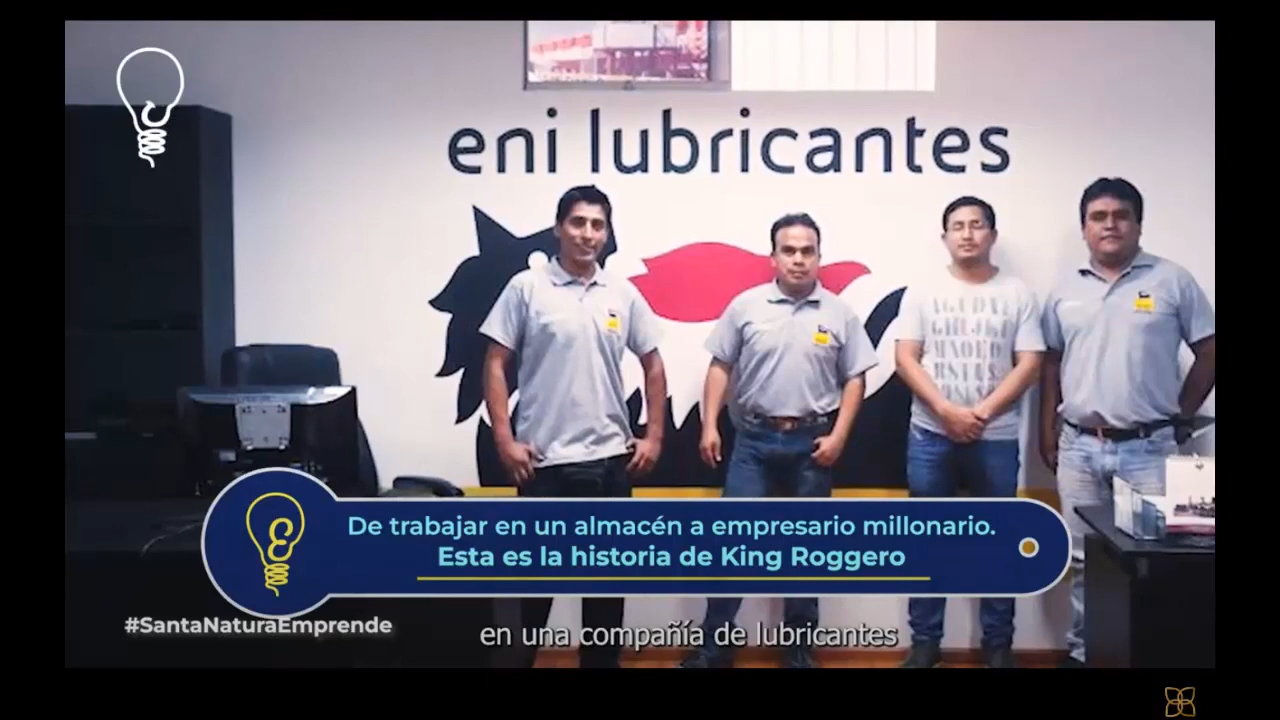 eni lubricantes
De trabajar en un almacén a empresario millonario.
Esta es la historia de King Roggero
#SantaNaturaEmprende
en una compañía de lubricantes